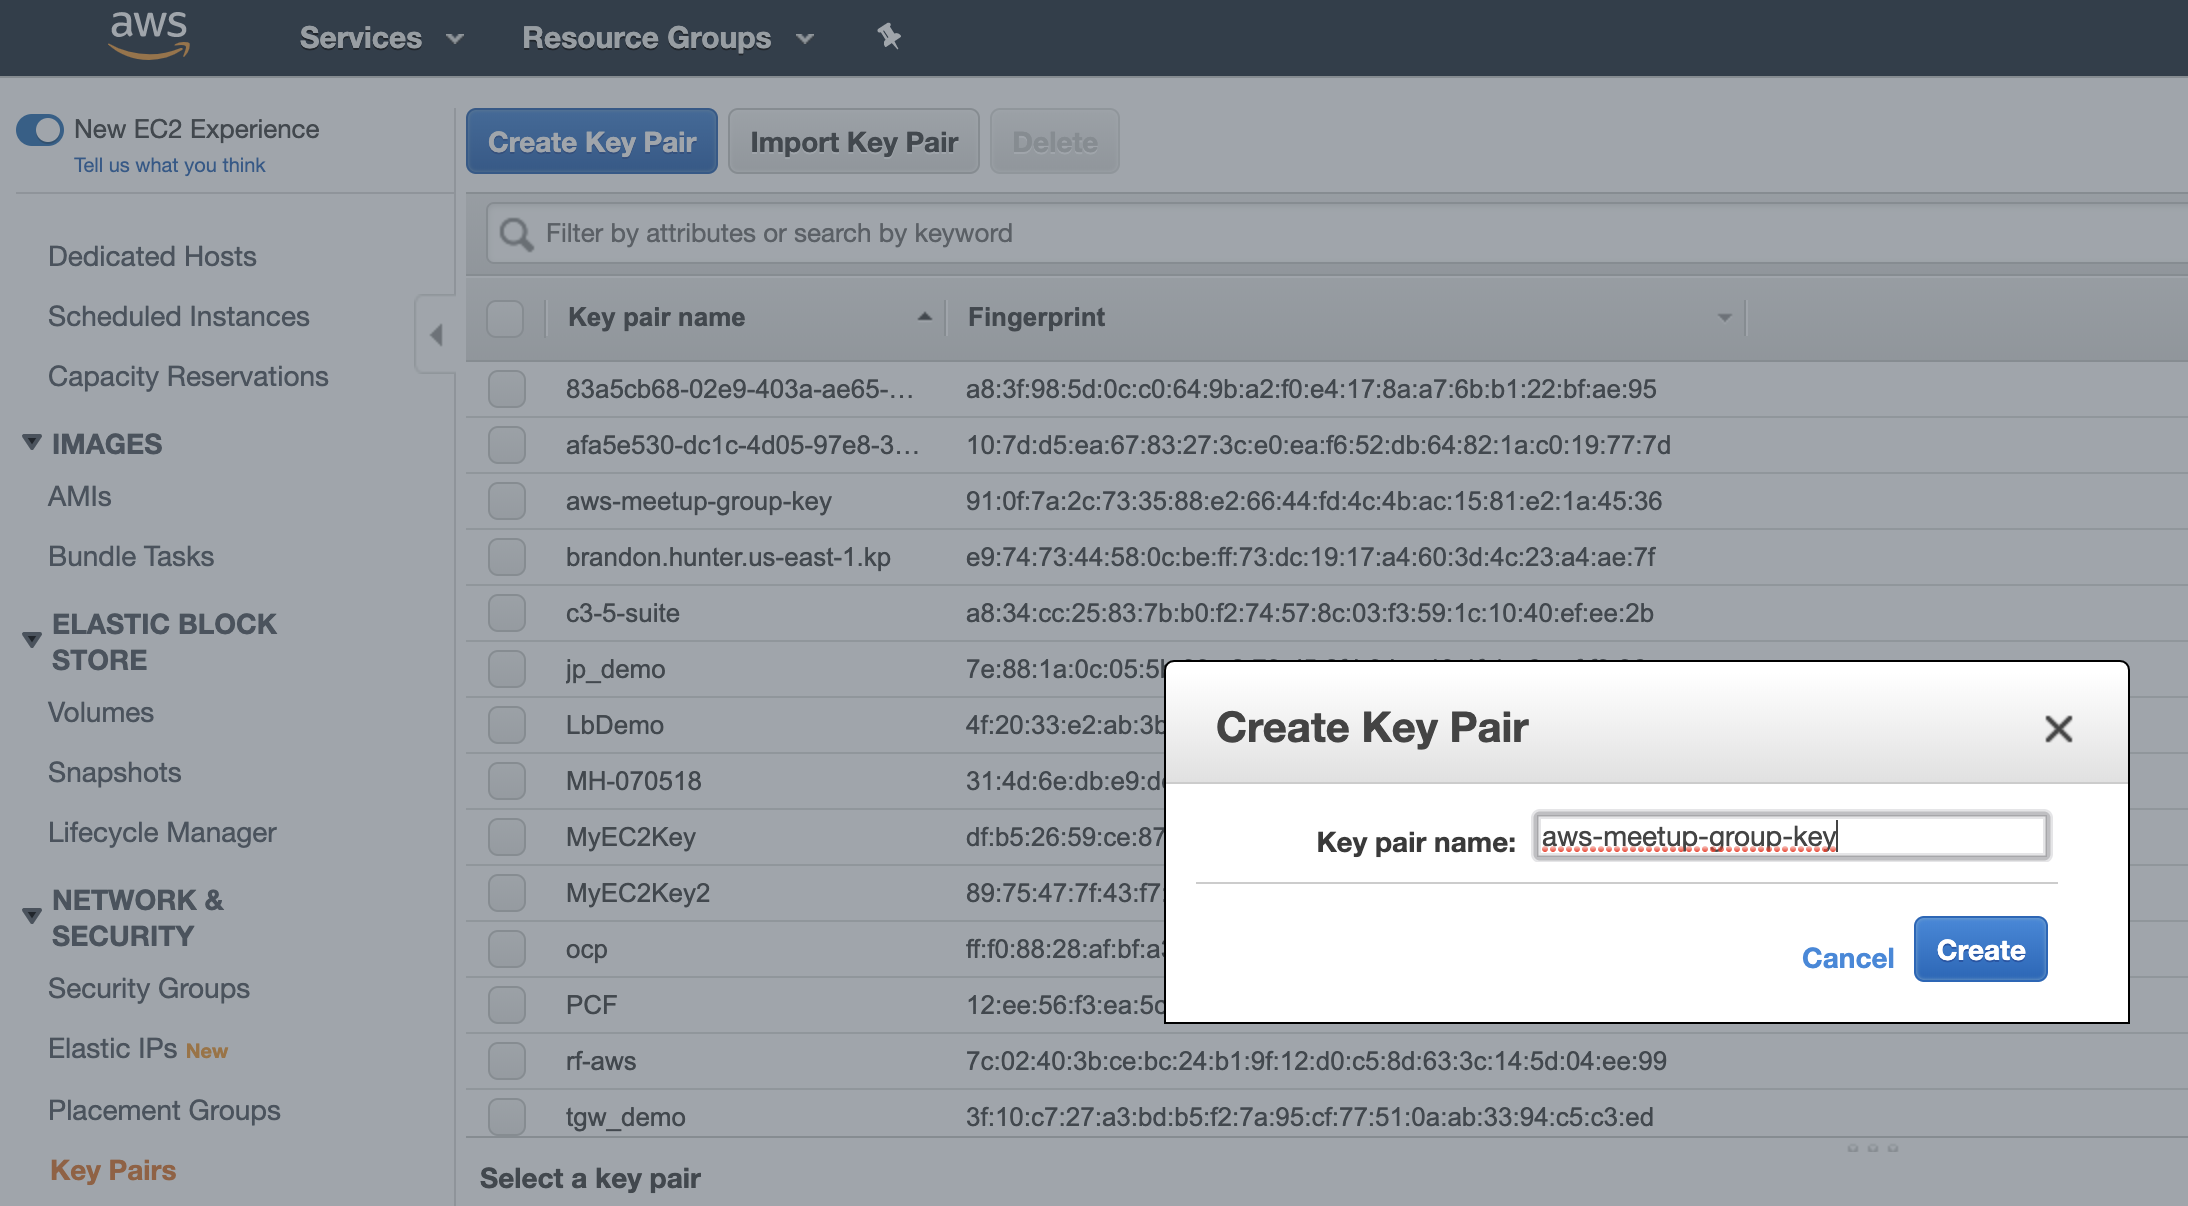 aws
Services
Resource Groups
New EC2 Experience
Tell us what you think
Dedicated Hosts
Scheduled Instances
Capacity Reservations
IMAGES
AMIs
Bundle Tasks
ELASTIC BLOCK
STORE
Volumes
Snapshots
Lifecycle Manager
NETWORK &
SECURITY
Security Groups
Elastic IPs New
Placement Groups
Key Pairs
Create Key Pair
Import Key Pair
Delete
Filter by attributes or search by keyword
Key pair name
Fingerprint
83a5cb68-02e9-403a-ae65-... a8:3f:98:5d:0c:c0:64:9b:a2:f0:e4:17:8a:a7:6b:b1:22:bf:ae:95
afa5e530-dc1c-4d05-97e8-3... 10:7d:d5:ea:67:83:27:3c:e0:ea:f6:52:db:64:82:1a:c0:19:77:7d
aws-meetup-group-key 91:0f:7a:2c:73:35:88:e2:66:44:fd:4c:4b:ac:15:81:e2:1a:45:36
brandon.hunter.us-east-1.kp e9:74:73:44:58:0c:be:ff:73:dc:19:17:a4:60:3d:4c:23:a4:ae:7f
c3-5-suite a8:34:cc:25:83:7b:b0:f2:74:57:8c:03:f3:59:1c:10:40:ef:ee:2b
jp_demo 7e:88:1a:0c:05:5
LbDemo 4f:20:33:e2:ab:3b
MH-070518 31:4d:6e:db:e9:d
MyEC2Key df:b5:26:59:ce:87
MyEC2Key2 89:75:47:7f:43:f7:
ocp ff:f0:88:28:af:bf:a
PCF 12:ee:56:f3:ea:5c
rf-aws 7c:02:40:3b:ce:bc:24:b1:9f:12:d0:c5:8d:63:3c:14:5d:04:ee:99
tgw_demo 3f:10:c7:27:a3:bd:b5:f2:7a:95:cf:77:51:0a:ab:33:94:c5:c3:ed
Select a key pair
Create Key Pair
Key pair name: aws-meetup-group-key
Cancel
Create